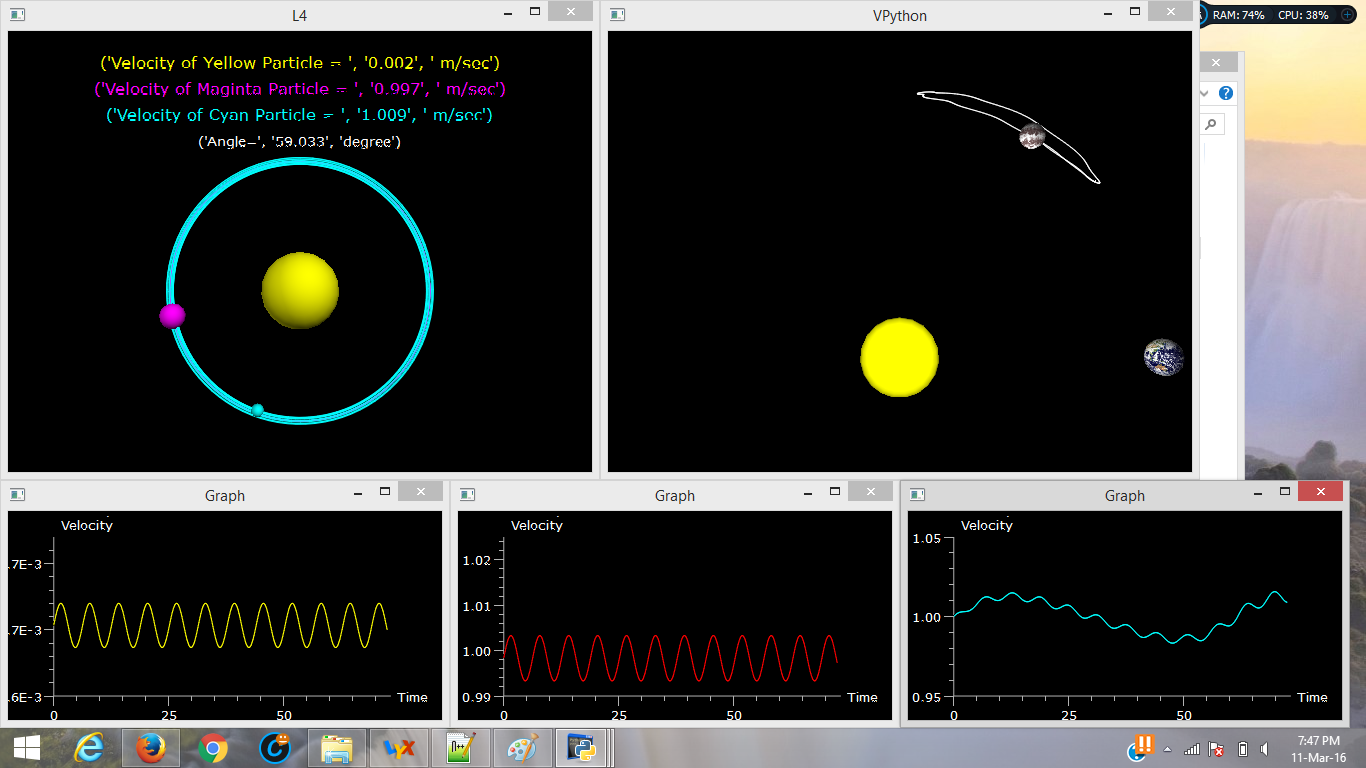 L4
VPython
RAM: 74% CPU: 38%
('Velocity of Yellow Particle = ', '0.002', ' m/sec')
('Velocity of Maginta Particle = ', '0.997', ' m/sec')
('Velocity of Cyan Particle = ', '1.009', ' m/sec')
('Angle=', '59.033', 'degree')
Graph
Velocity
.7E-3
.7E-3
.6E-3
0 25 50
Time
Graph
Velocity
1.02
1.01
1.00
0.99
0 25 50
Time
Graph
Velocity
1.05
1.00
0.95
0 25 50
Time
7:47 PM
11-Mar-16